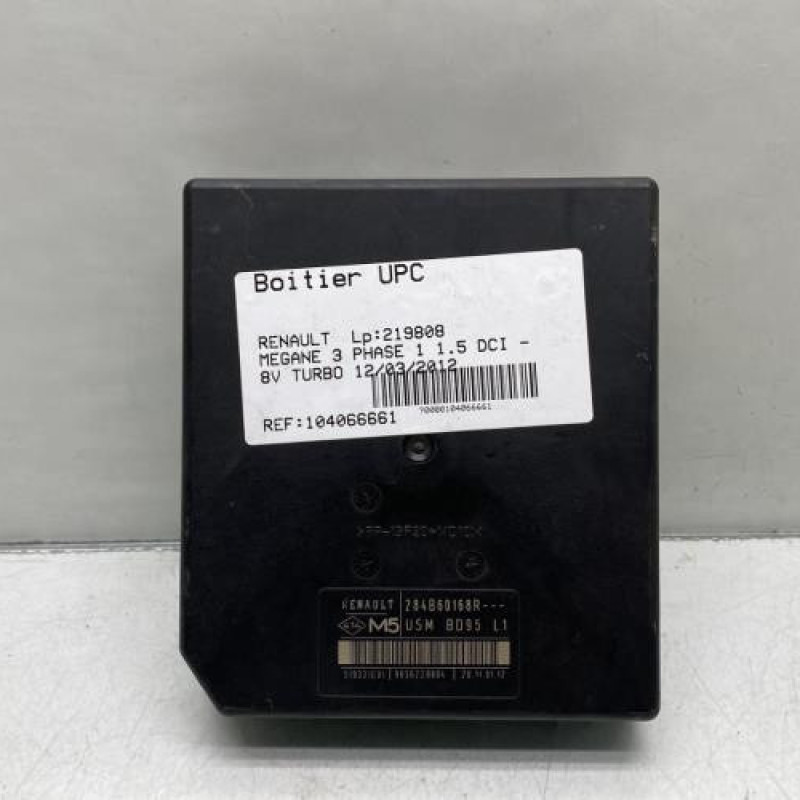 Boitier UPC
RENAULT Lp:219808
MEGANE 3 PHASE 1 1.5 DCI -
8V TURBO 12/03/2012
70000104066661
REF:104066661
RENAULT 284B60168R---
M5 USM BD95 L1